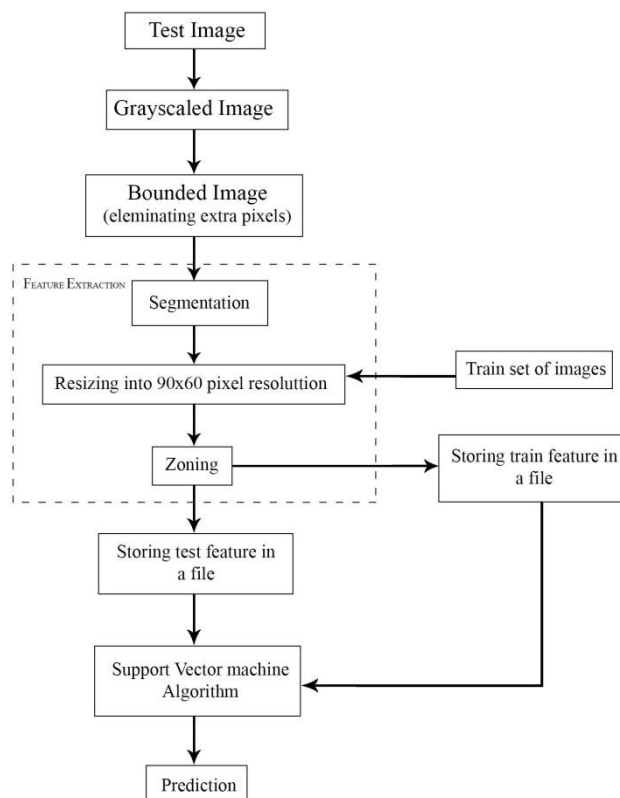 Test Image
Grayscaled Image
Bounded Image
(eleminating extra pixels)
FEATURE EXTRACTION
Segmentation
Resizing into 90x60 pixel resoluttion
Train set of images
Zoning
Storing train feature in
a file
Storing test feature in
a file
Support Vector machine
Algorithm
Prediction